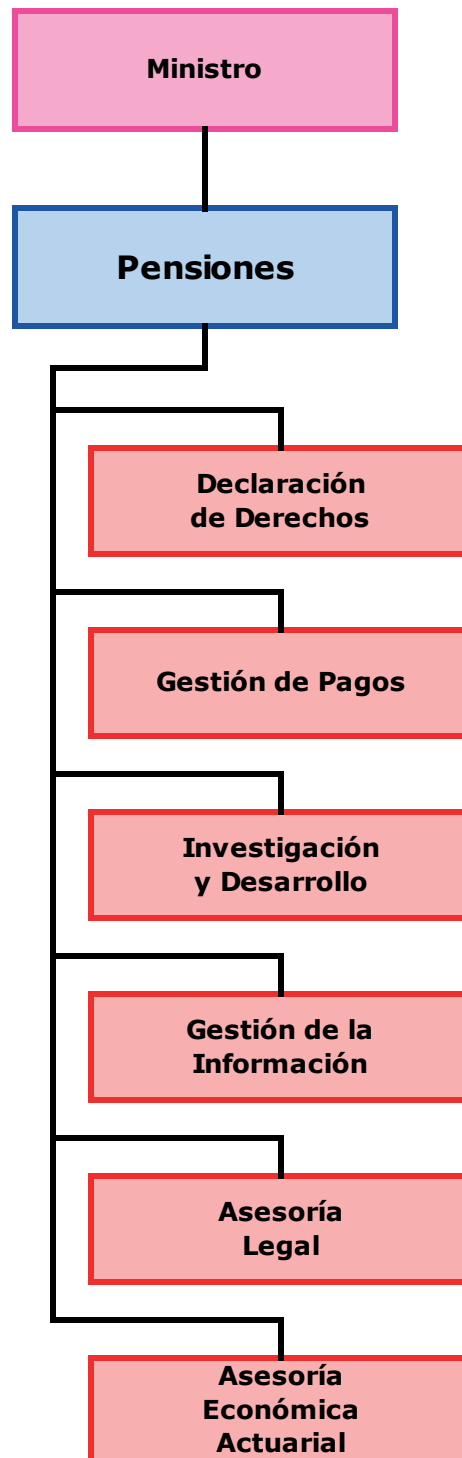 Ministro
Pensiones
Declaración
de Derechos
Gestión de Pagos
Investigación
y Desarrollo
Gestión de la
Información
Asesoría
Legal
Asesoría
Económica
Actuarial